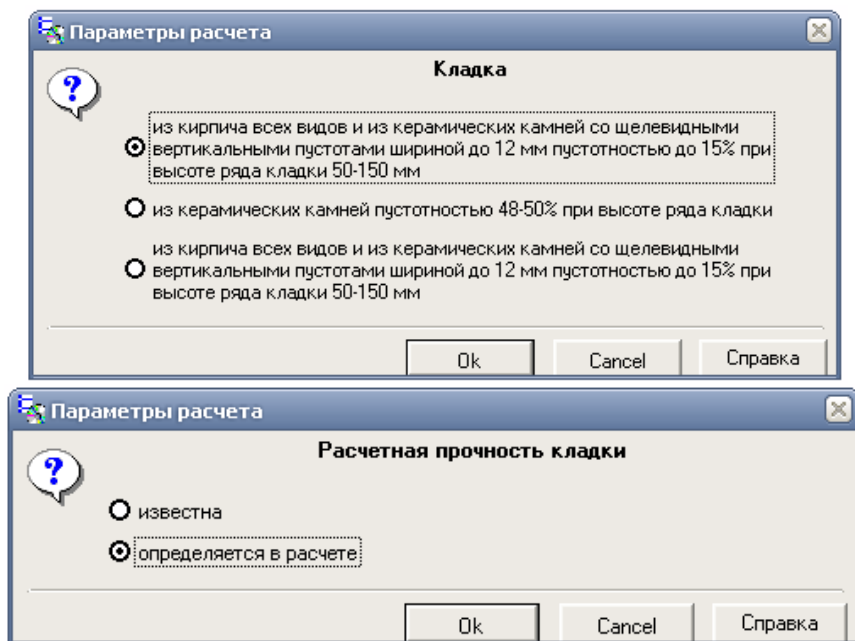 Параметры расчета
Кладка
из кирпича всех видов и из керамических камней со щелевидными
вертикальными пустотами шириной до 12 мм пустотностью до 15% при
высоте ряда кладки 50-150 мм
из керамических камней пустотностью 48-50% при высоте ряда кладки
из кирпича всех видов и из керамических камней со щелевидными
вертикальными пустотами шириной до 12 мм пустотностью до 15% при
высоте ряда кладки 50-150 мм
Ok Cancel Справка
Параметры расчета
Расчетная прочность кладки
известна
определяется в расчете
Ok Cancel Справка